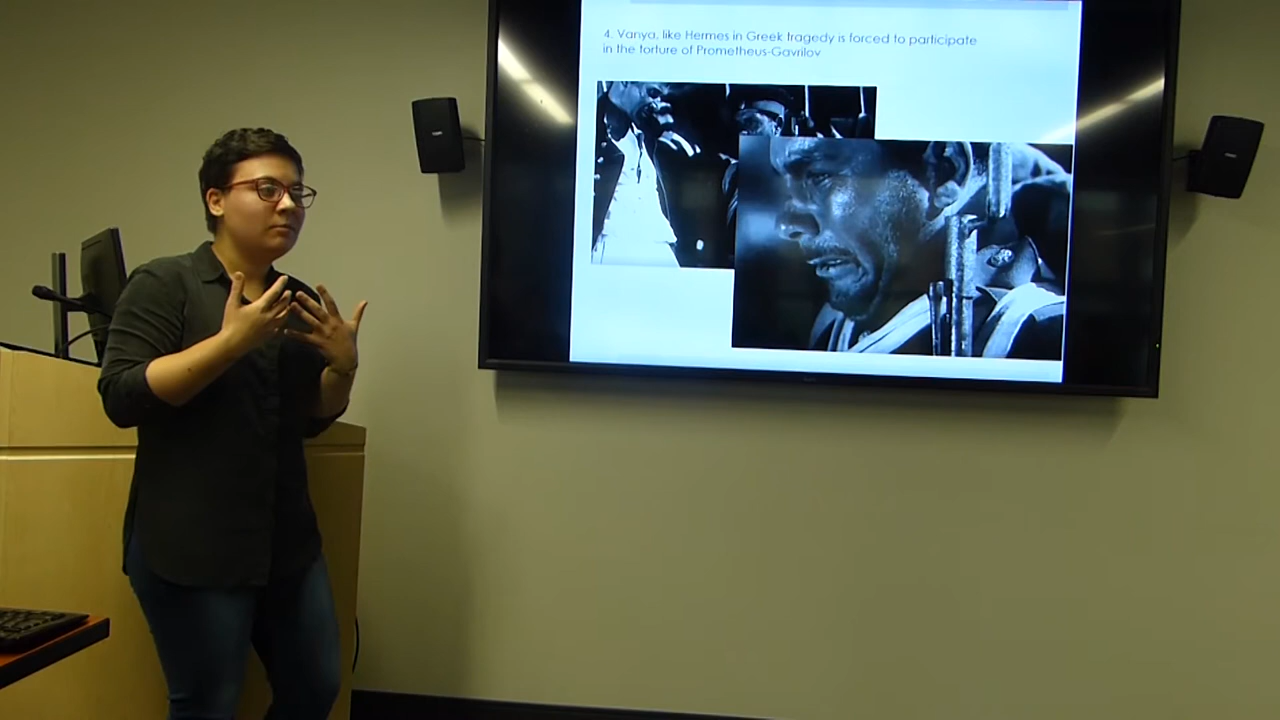 4. Vanya, like Hermes in Greek tragedy is forced to participate
in the torture of Prometheus-Gavrilov